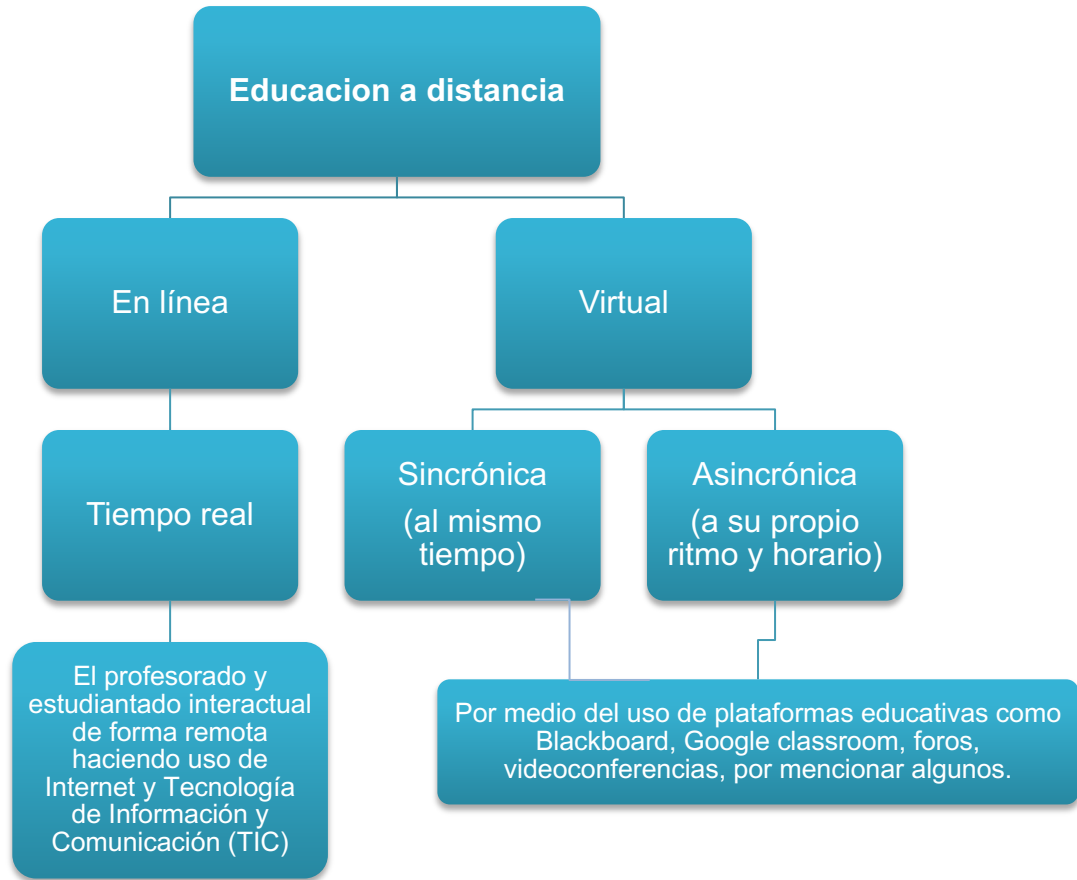 Educacion a distancia
En línea
Virtual
Tiempo real
Sincrónica
(al mismo
tiempo)
Asincrónica
(a su propio
ritmo y horario)
El profesorado y
estudiantado interactual
de forma remota
haciendo uso de
Internet y Tecnología
de Información y
Comunicación (TIC)
Por medio del uso de plataformas educativas como
Blackboard, Google classroom, foros,
videoconferencias, por mencionar algunos.